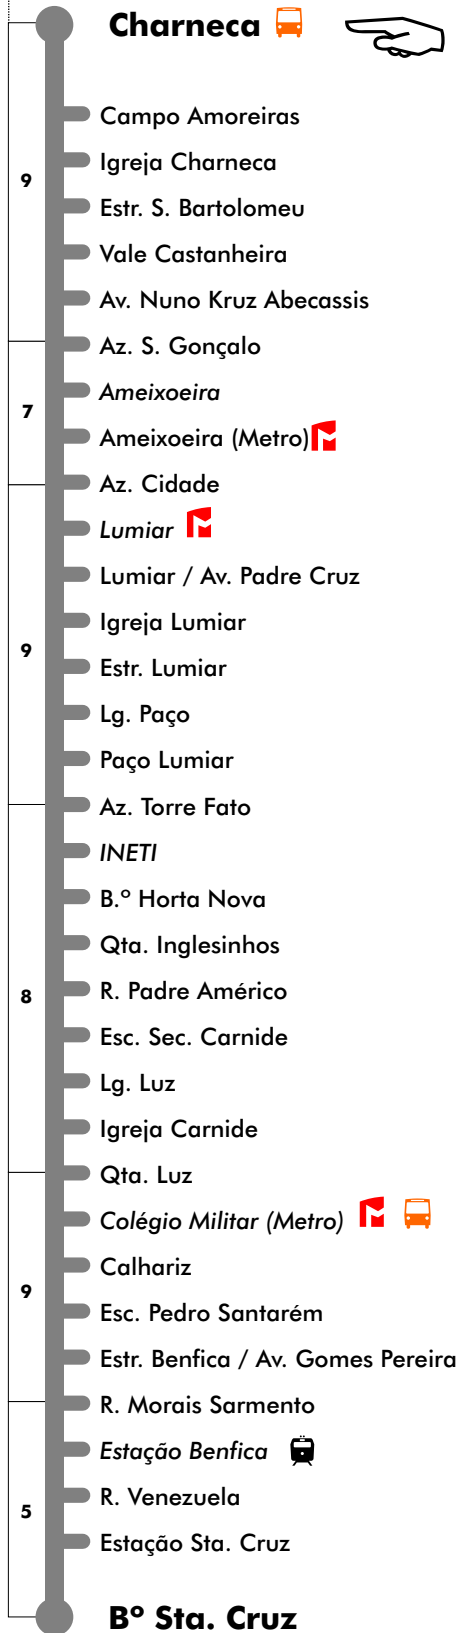 Charneca
Campo Amoreiras
Igreja Charneca
9
Estr. S. Bartolomeu
Vale Castanheira
Av. Nuno Kruz Abecassis
Az. S. Gonçalo
Ameixoeira
7
Ameixoeira (Metro)
Az. Cidade
Lumiar
Lumiar / Av. Padre Cruz
Igreja Lumiar
9
Estr. Lumiar
Lg. Paço
Paço Lumiar
Az. Torre Fato
INETI
B.º Horta Nova
Qta. Inglesinhos
R. Padre Américo
8
Esc. Sec. Carnide
Lg. Luz
Igreja Carnide
Qta. Luz
Colégio Militar (Metro)
Calhariz
9
Esc. Pedro Santarém
Estr. Benfica / Av. Gomes Pereira
R. Morais Sarmento
Estação Benfica
R. Venezuela
5
Estação Sta. Cruz
Bº Sta. Cruz